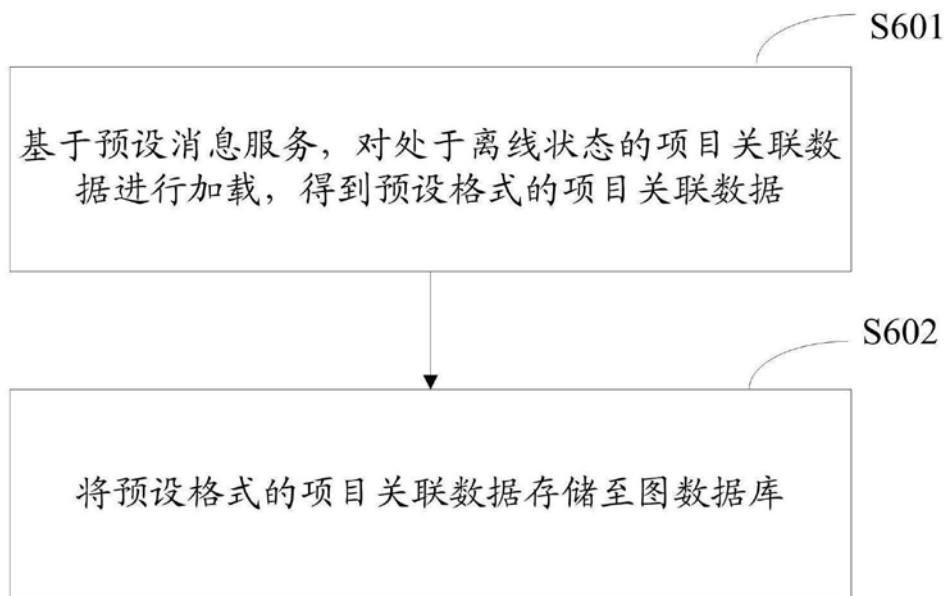 S601
基于预设消息服务，对处于离线状态的项目关联数
据进行加载，得到预设格式的项目关联数据
S602
将预设格式的项目关联数据存储至图数据库